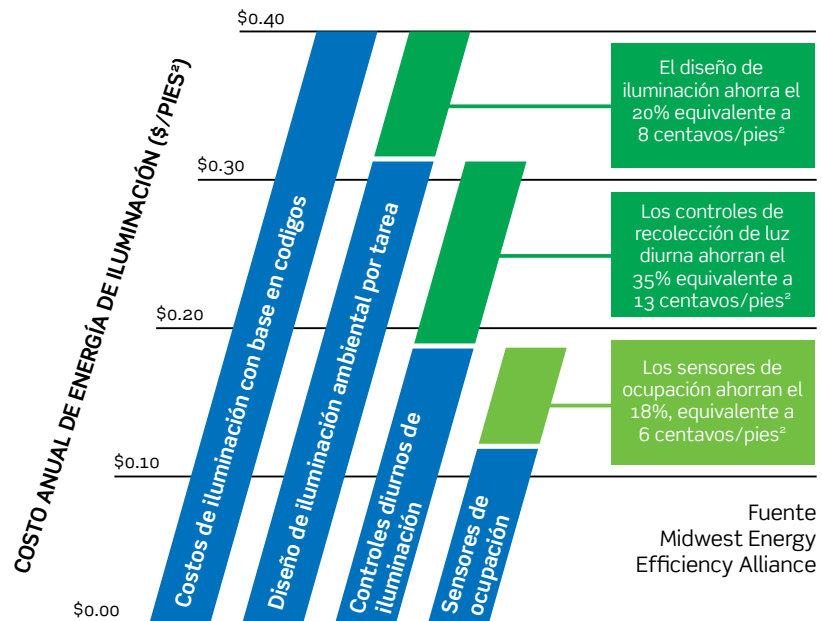 COSTO ANUAL DE ENERGÍA DE ILUMINACIÓN ($/PIES²)
$0.40
$0.30
$0.20
$0.10
$0.00
Costos de iluminación con base en codigos
Diseño de iluminación ambiental por tarea
Controles diurnos de
iluminación
Sensores de
ocupación
El diseño de
iluminación ahorra el
20% equivalente a
8 centavos/pies²
Los controles de
recolección de luz
diurna ahorran el
35% equivalente a
13 centavos/pies²
Los sensores de
ocupación ahorran el
18%, equivalente a
6 centavos/pies²
Fuente
Midwest Energy
Efficiency Alliance